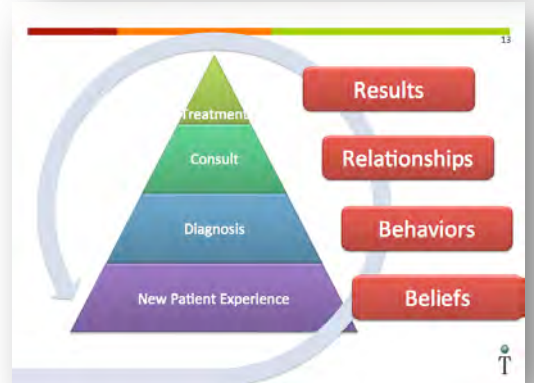 13
Results
Treatment
Relationships
Consult
Behaviors
Diagnosis
Beliefs
New Patient Experience
T